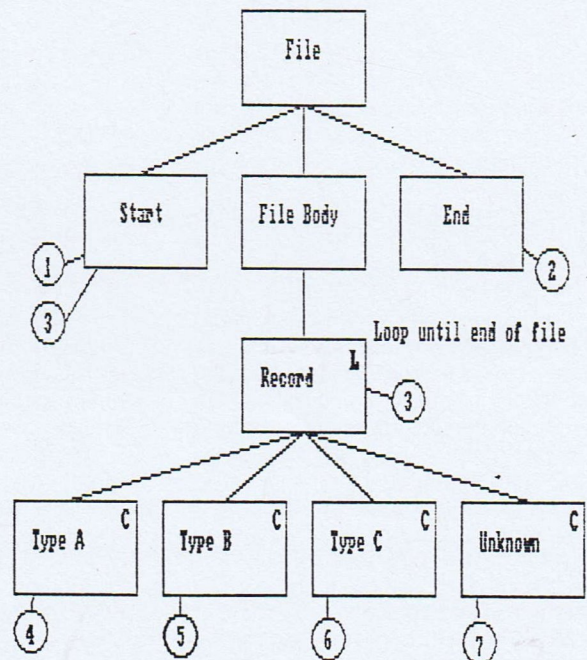 File
Start
File Body
End
1
2
3
Loop until end of file
L
Record
3
C
C
C
C
Type A
Type B
Type C
Unknown
4
5
6
7